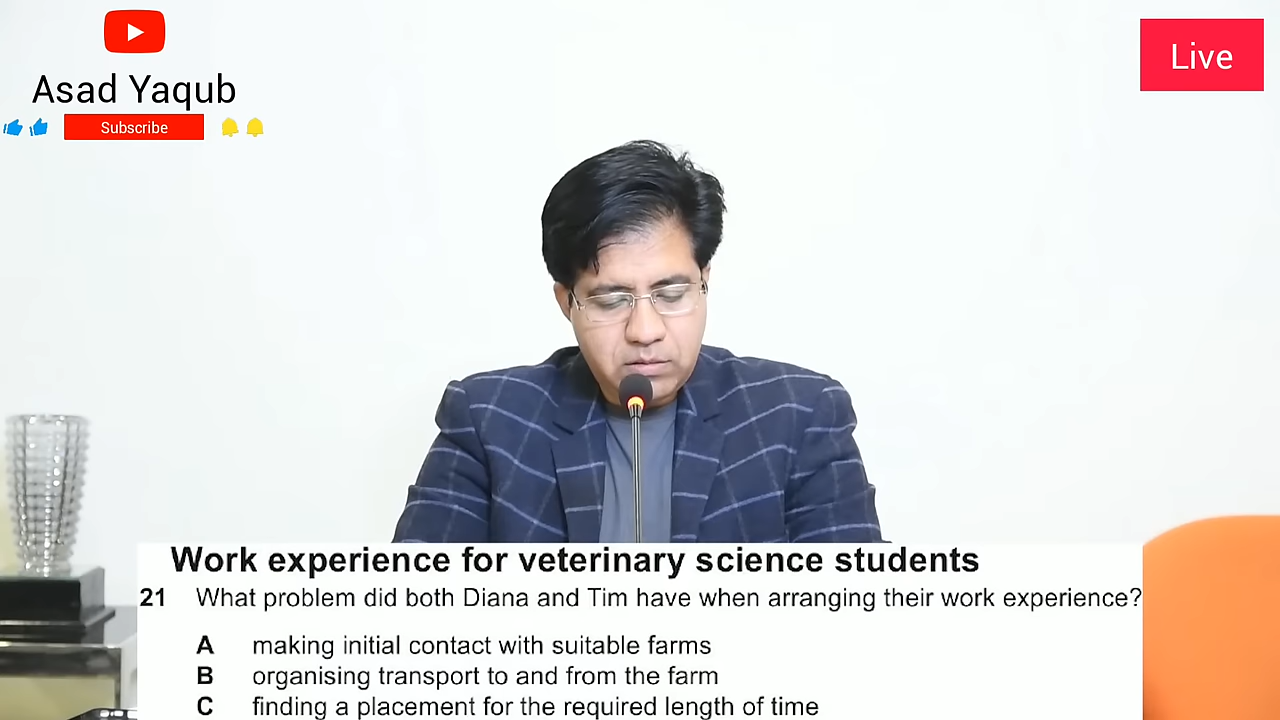 Asad Yaqub
Subscribe
Live
Work experience for veterinary science students
21 What problem did both Diana and Tim have when arranging their work experience?
A making initial contact with suitable farms
B organising transport to and from the farm
C finding a placement for the required length of time